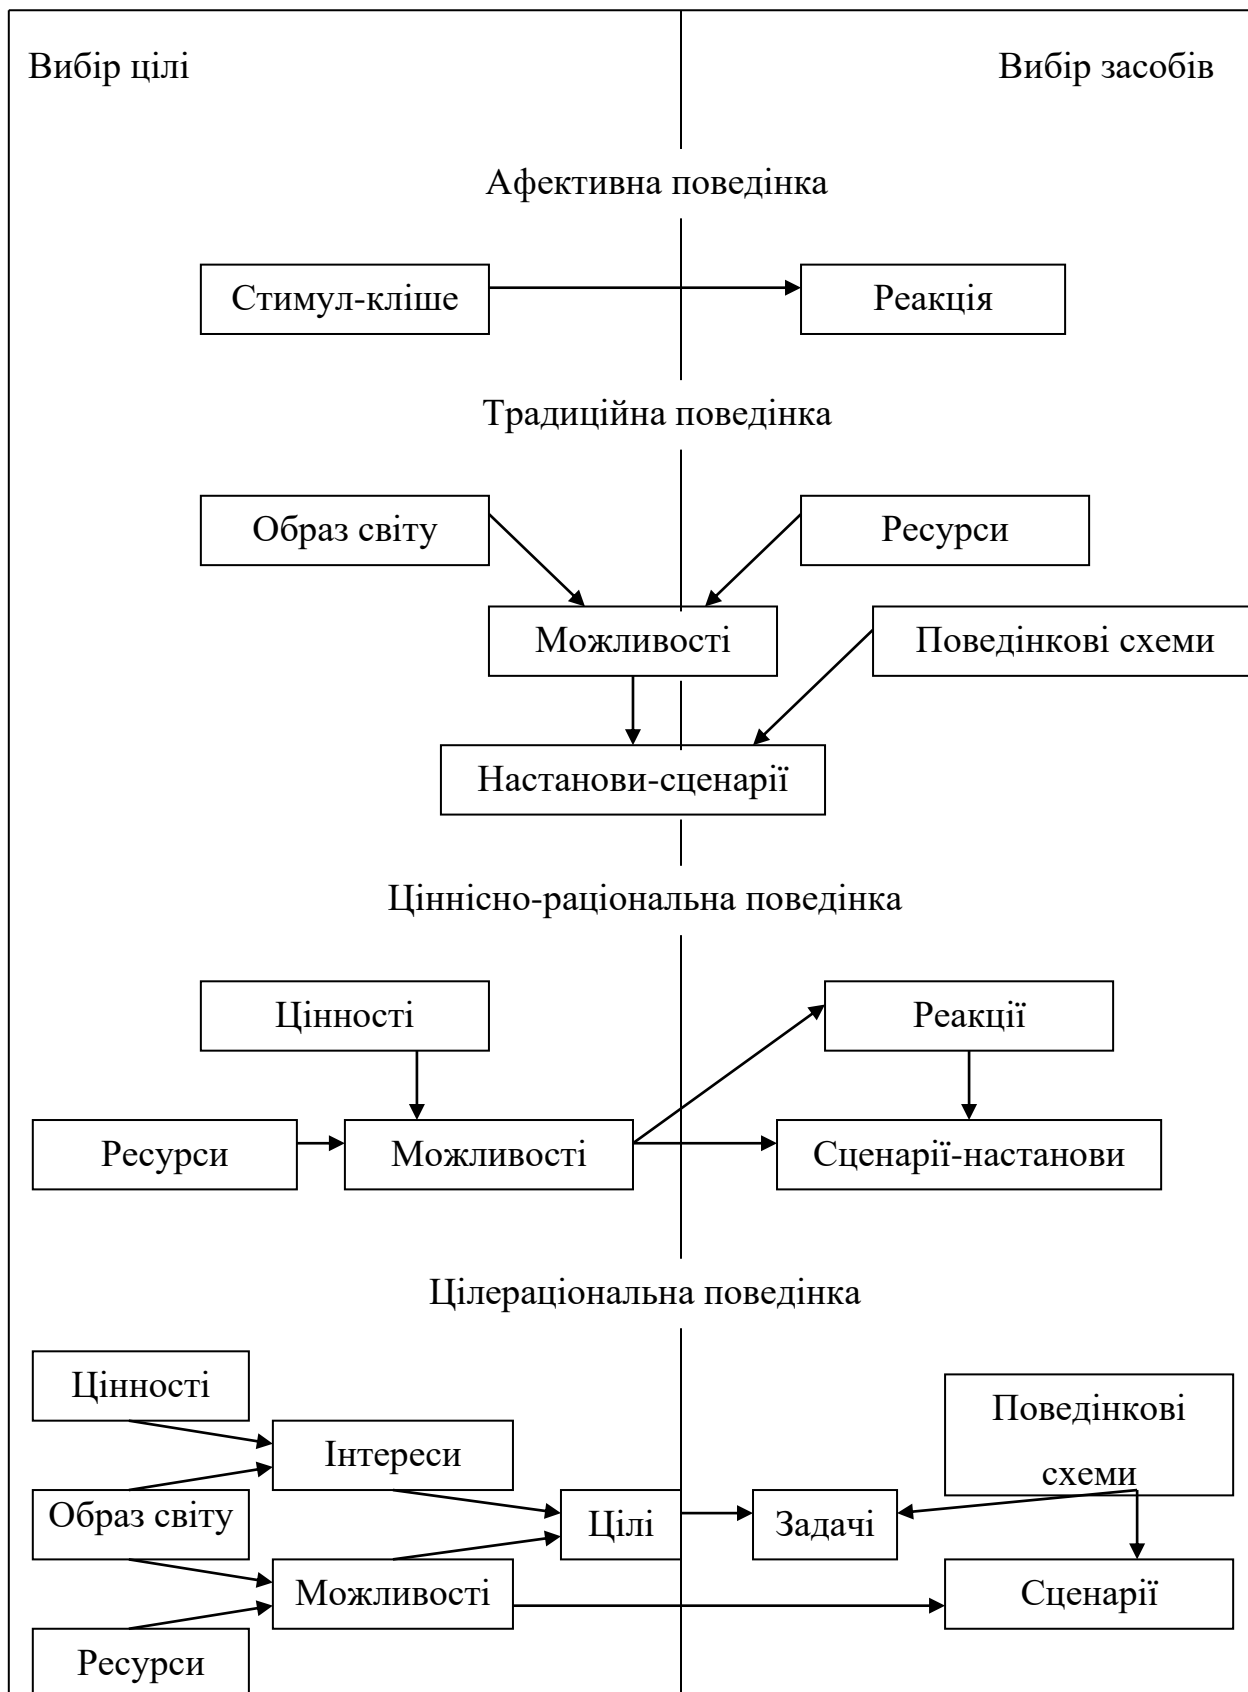 Вибір цілі
Вибір засобів
Афективна поведінка
Стимул-кліше
Реакція
Традиційна поведінка
Образ світу
Ресурси
Можливості
Поведінкові схеми
Настанови-сценарії
Ціннісно-раціональна поведінка
Цінності
Реакції
Ресурси
Можливості
Сценарії-настанови
Цілераціональна поведінка
Цінності
Поведінкові
схеми
Інтереси
Образ світу
Цілі
Задачі
Можливості
Сценарії
Ресурси